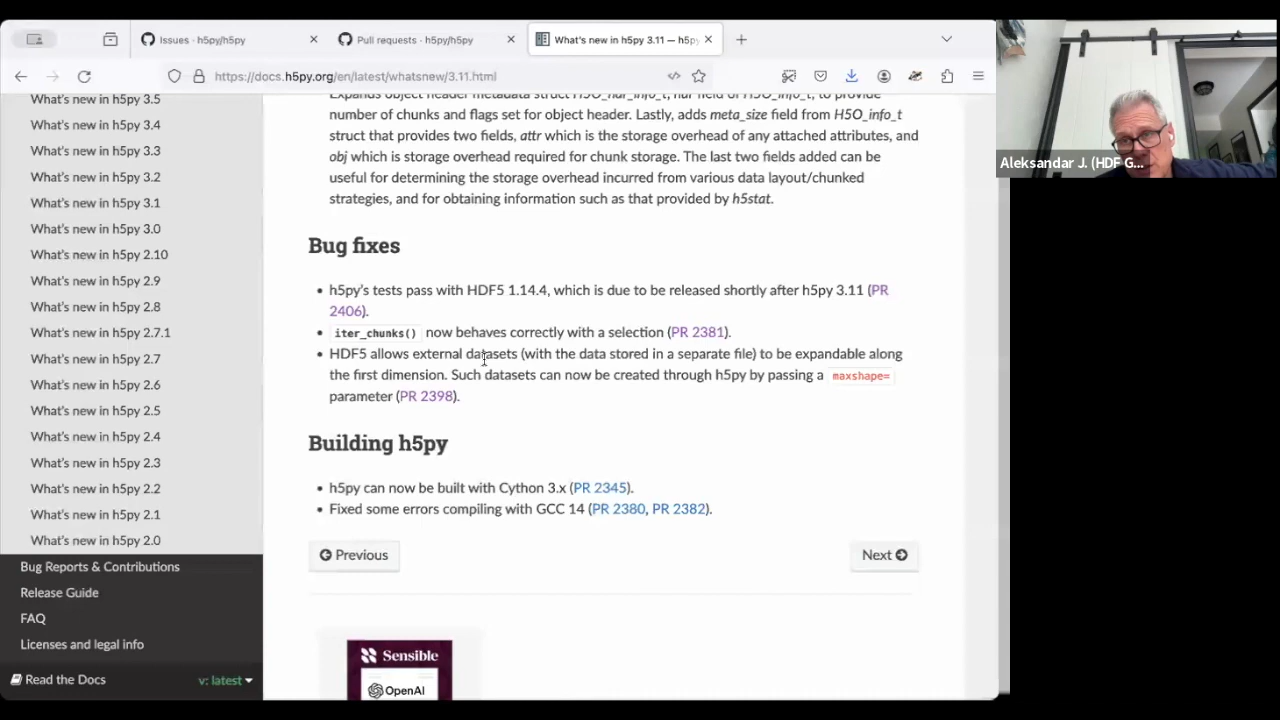 Issues · h5py/h5py
Pull requests · h5py/h5py
What's new in h5py 3.11 — h5py
https://docs.h5py.org/en/latest/whatsnew/3.11.html
What's new in h5py 3.5
What's new in h5py 3.4
What's new in h5py 3.3
What's new in h5py 3.2
What's new in h5py 3.1
What's new in h5py 3.0
What's new in h5py 2.10
What's new in h5py 2.9
What's new in h5py 2.8
What's new in h5py 2.7.1
What's new in h5py 2.7
What's new in h5py 2.6
What's new in h5py 2.5
What's new in h5py 2.4
What's new in h5py 2.3
What's new in h5py 2.2
What's new in h5py 2.1
What's new in h5py 2.0
Bug Reports & Contributions
Release Guide
FAQ
Licenses and legal info
Read the Docs
v: latest
Expands object header metadata struct H5O_hdr_info_t, hdr field of H5O_info_t, to provide
number of chunks and flags set for object header. Lastly, adds meta_size field from H5O_info_t
struct that provides two fields, attr which is the storage overhead of any attached attributes, and
obj which is storage overhead required for chunk storage. The last two fields added can be
useful for determining the storage overhead incurred from various data layout/chunked
strategies, and for obtaining information such as that provided by h5stat.
Bug fixes
• h5py's tests pass with HDF5 1.14.4, which is due to be released shortly after h5py 3.11 (PR
2406).
• iter_chunks() now behaves correctly with a selection (PR 2381).
• HDF5 allows external datasets (with the data stored in a separate file) to be expandable along
the first dimension. Such datasets can now be created through h5py by passing a maxshape=
parameter (PR 2398).
Building h5py
• h5py can now be built with Cython 3.x (PR 2345).
• Fixed some errors compiling with GCC 14 (PR 2380, PR 2382).
Previous
Next
Sensible
OpenAI
Aleksandar J. (HDF G...